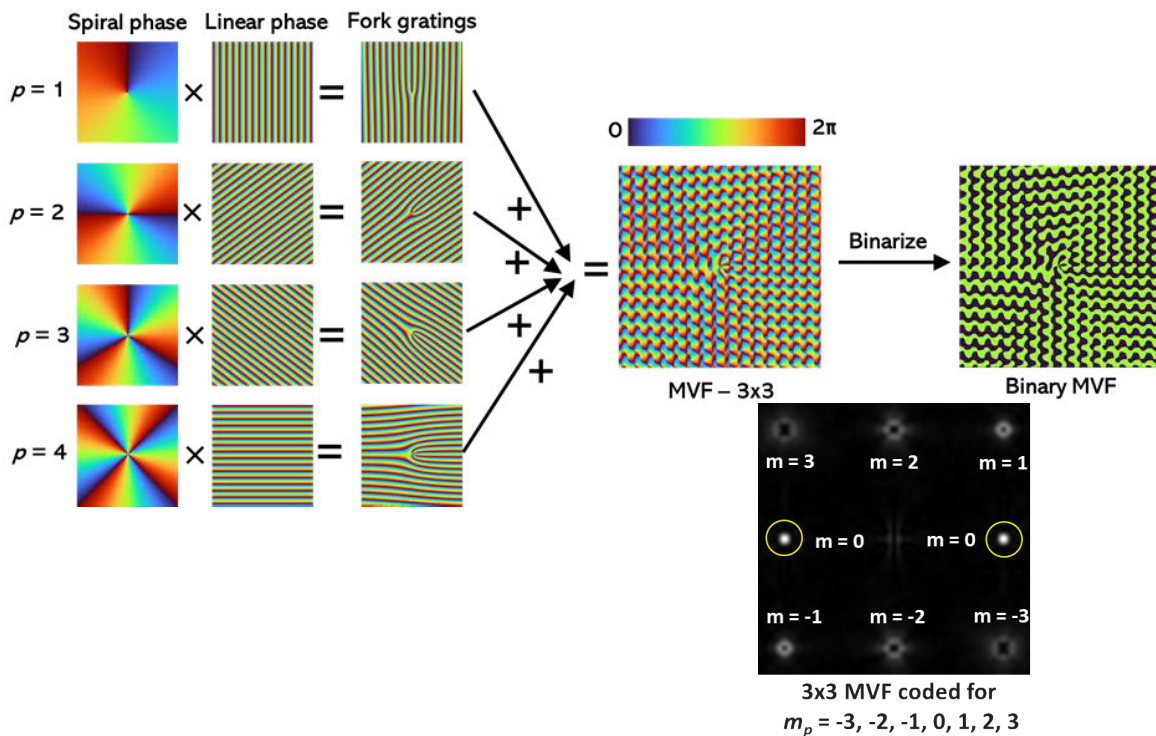 Spiral phase Linear phase Fork gratings
p = 1 × =
p = 2 × =
p = 3 × =
p = 4 × =
+
+
+
+
=
0 2π
MVF – 3x3
Binarize
Binary MVF
m = 3 m = 2 m = 1
m = 0 m = 0
m = -1 m = -2 m = -3
3x3 MVF coded for
mₚ = -3, -2, -1, 0, 1, 2, 3